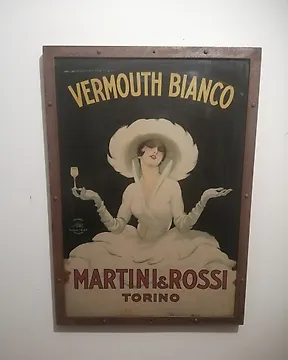 VERMOUTH BIANCO
MARTINI & ROSSI
TORINO